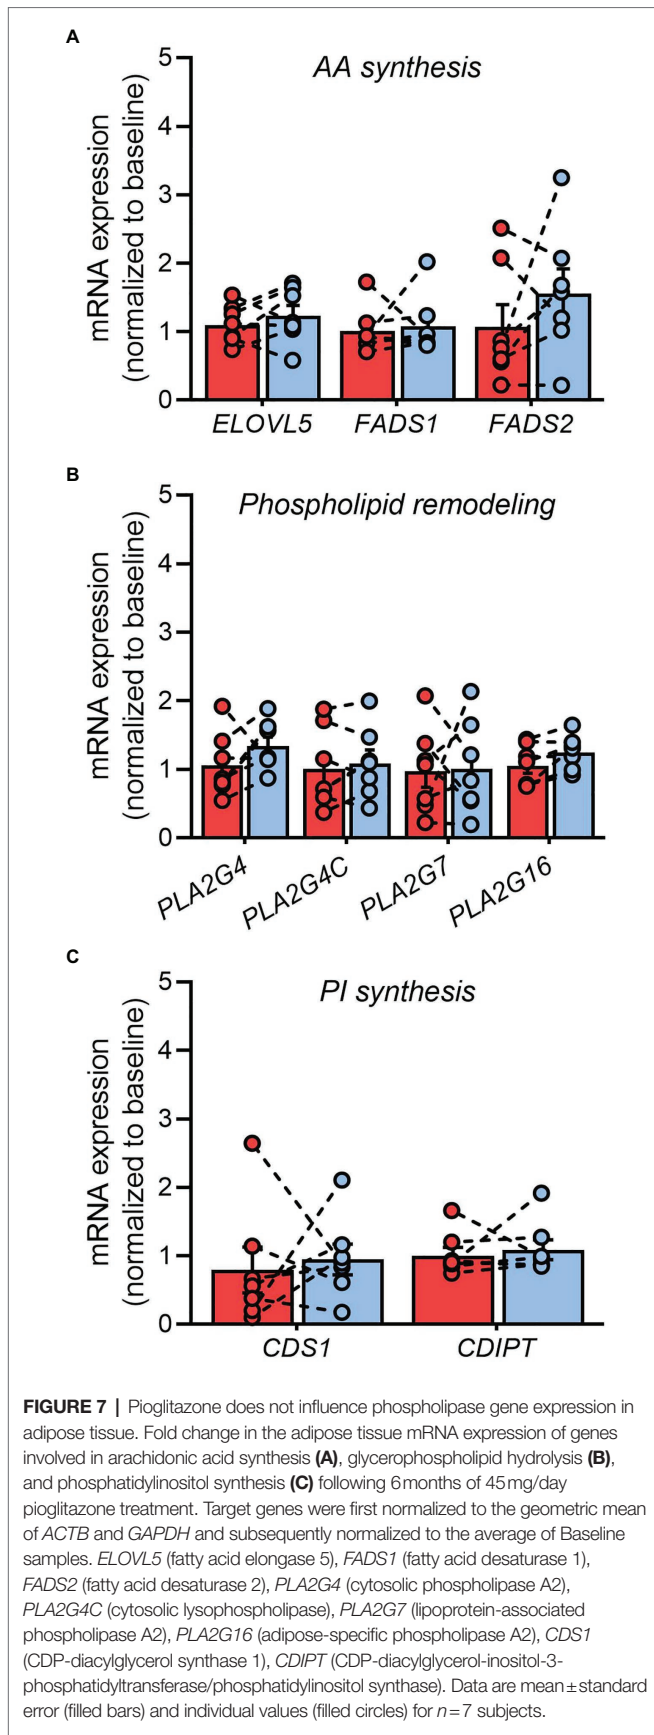 A
AA synthesis
mRNA expression
(normalized to baseline)
5
4
3
2
1
0
ELOVL5 FADS1 FADS2
B
Phospholipid remodeling
mRNA expression
(normalized to baseline)
5
4
3
2
1
0
PLA2G4 PLA2G4C PLA2G7 PLA2G16
C
PI synthesis
mRNA expression
(normalized to baseline)
5
4
3
2
1
0
CDS1 CDIPT
FIGURE 7 | Pioglitazone does not influence phospholipase gene expression in
adipose tissue. Fold change in the adipose tissue mRNA expression of genes
involved in arachidonic acid synthesis (A), glycerophospholipid hydrolysis (B),
and phosphatidylinositol synthesis (C) following 6 months of 45 mg/day
pioglitazone treatment. Target genes were first normalized to the geometric mean
of ACTB and GAPDH and subsequently normalized to the average of Baseline
samples. ELOVL5 (fatty acid elongase 5), FADS1 (fatty acid desaturase 1),
FADS2 (fatty acid desaturase 2), PLA2G4 (cytosolic phospholipase A2),
PLA2G4C (cytosolic lysophospholipase), PLA2G7 (lipoprotein-associated
phospholipase A2), PLA2G16 (adipose-specific phospholipase A2), CDS1
(CDP-diacylglycerol synthase 1), CDIPT (CDP-diacylglycerol-inositol-3-
phosphatidyltransferase/phosphatidylinositol synthase). Data are mean ± standard
error (filled bars) and individual values (filled circles) for n = 7 subjects.